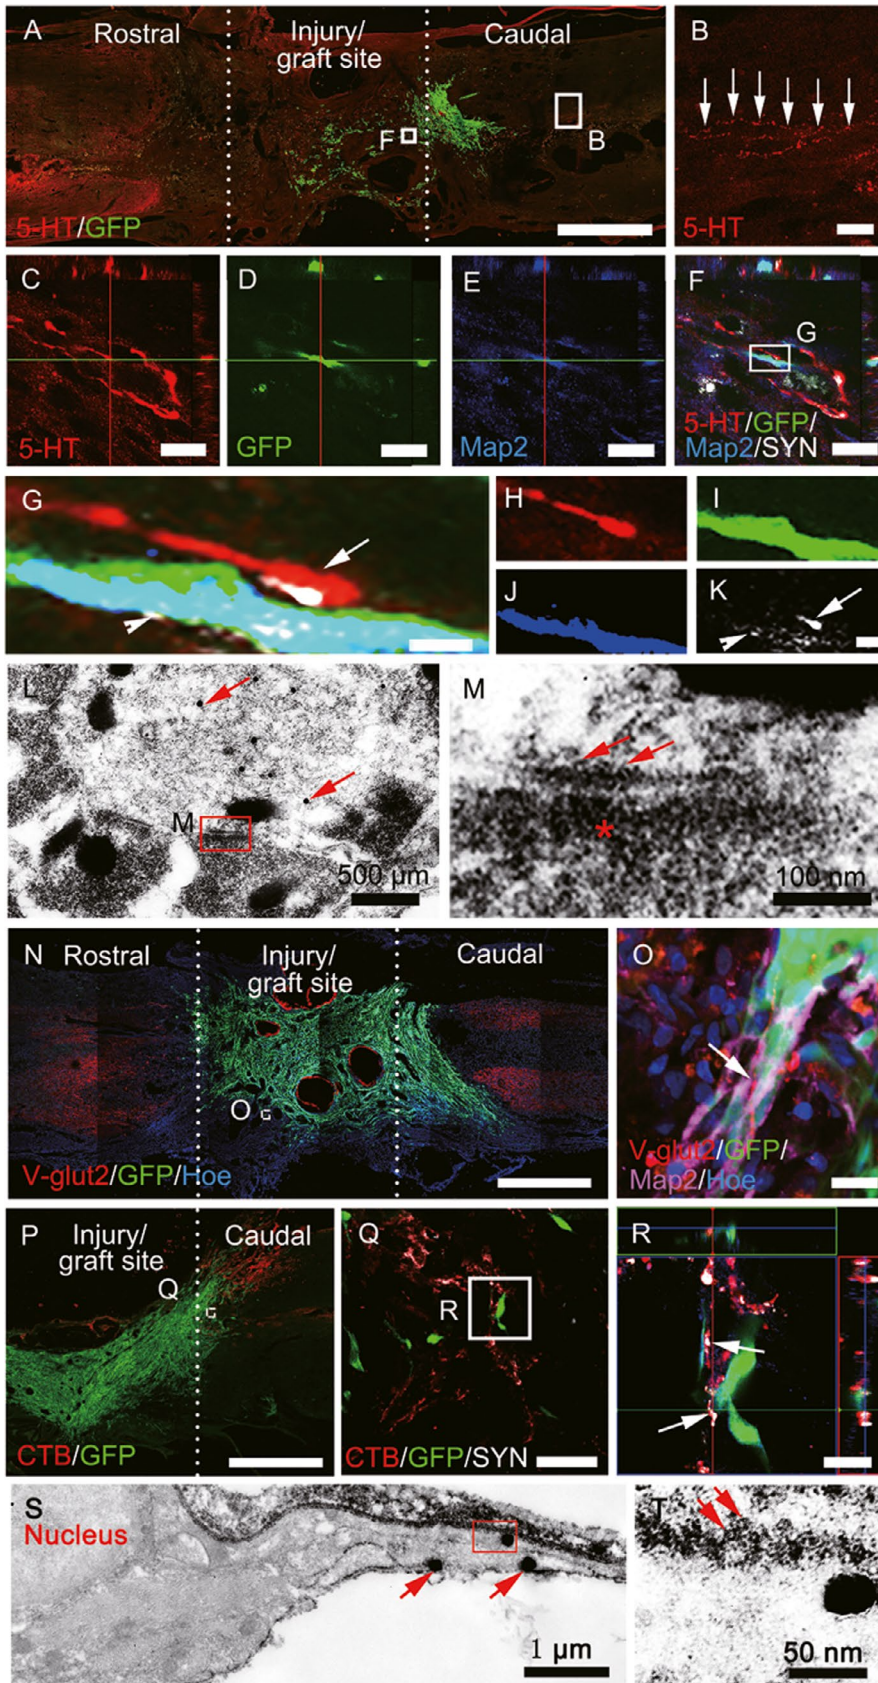 A
Rostral
Injury/
graft site
Caudal
F
B
5-HT/GFP
B
5-HT
C
5-HT
D
GFP
E
Map2
F
G
5-HT/GFP/
Map2/SYN
G
H
I
J
K
L
M
500 µm
M
*
100 nm
N
Rostral
Injury/
graft site
Caudal
O
V-glut2/GFP/Hoe
O
V-glut2/GFP/
Map2/Hoe
P
Injury/
graft site
Caudal
Q
CTB/GFP
Q
R
CTB/GFP/SYN
R
S
Nucleus
1 µm
T
50 nm